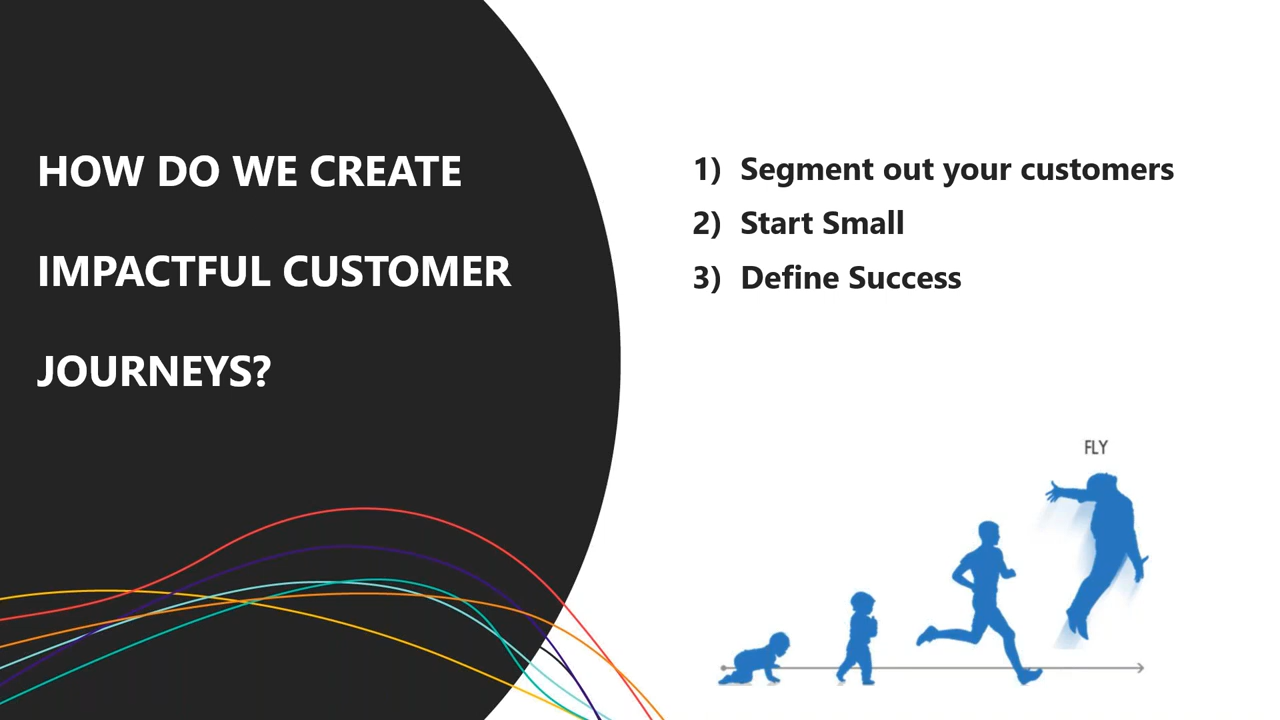 HOW DO WE CREATE
IMPACTFUL CUSTOMER
JOURNEYS?
1) Segment out your customers
2) Start Small
3) Define Success
FLY